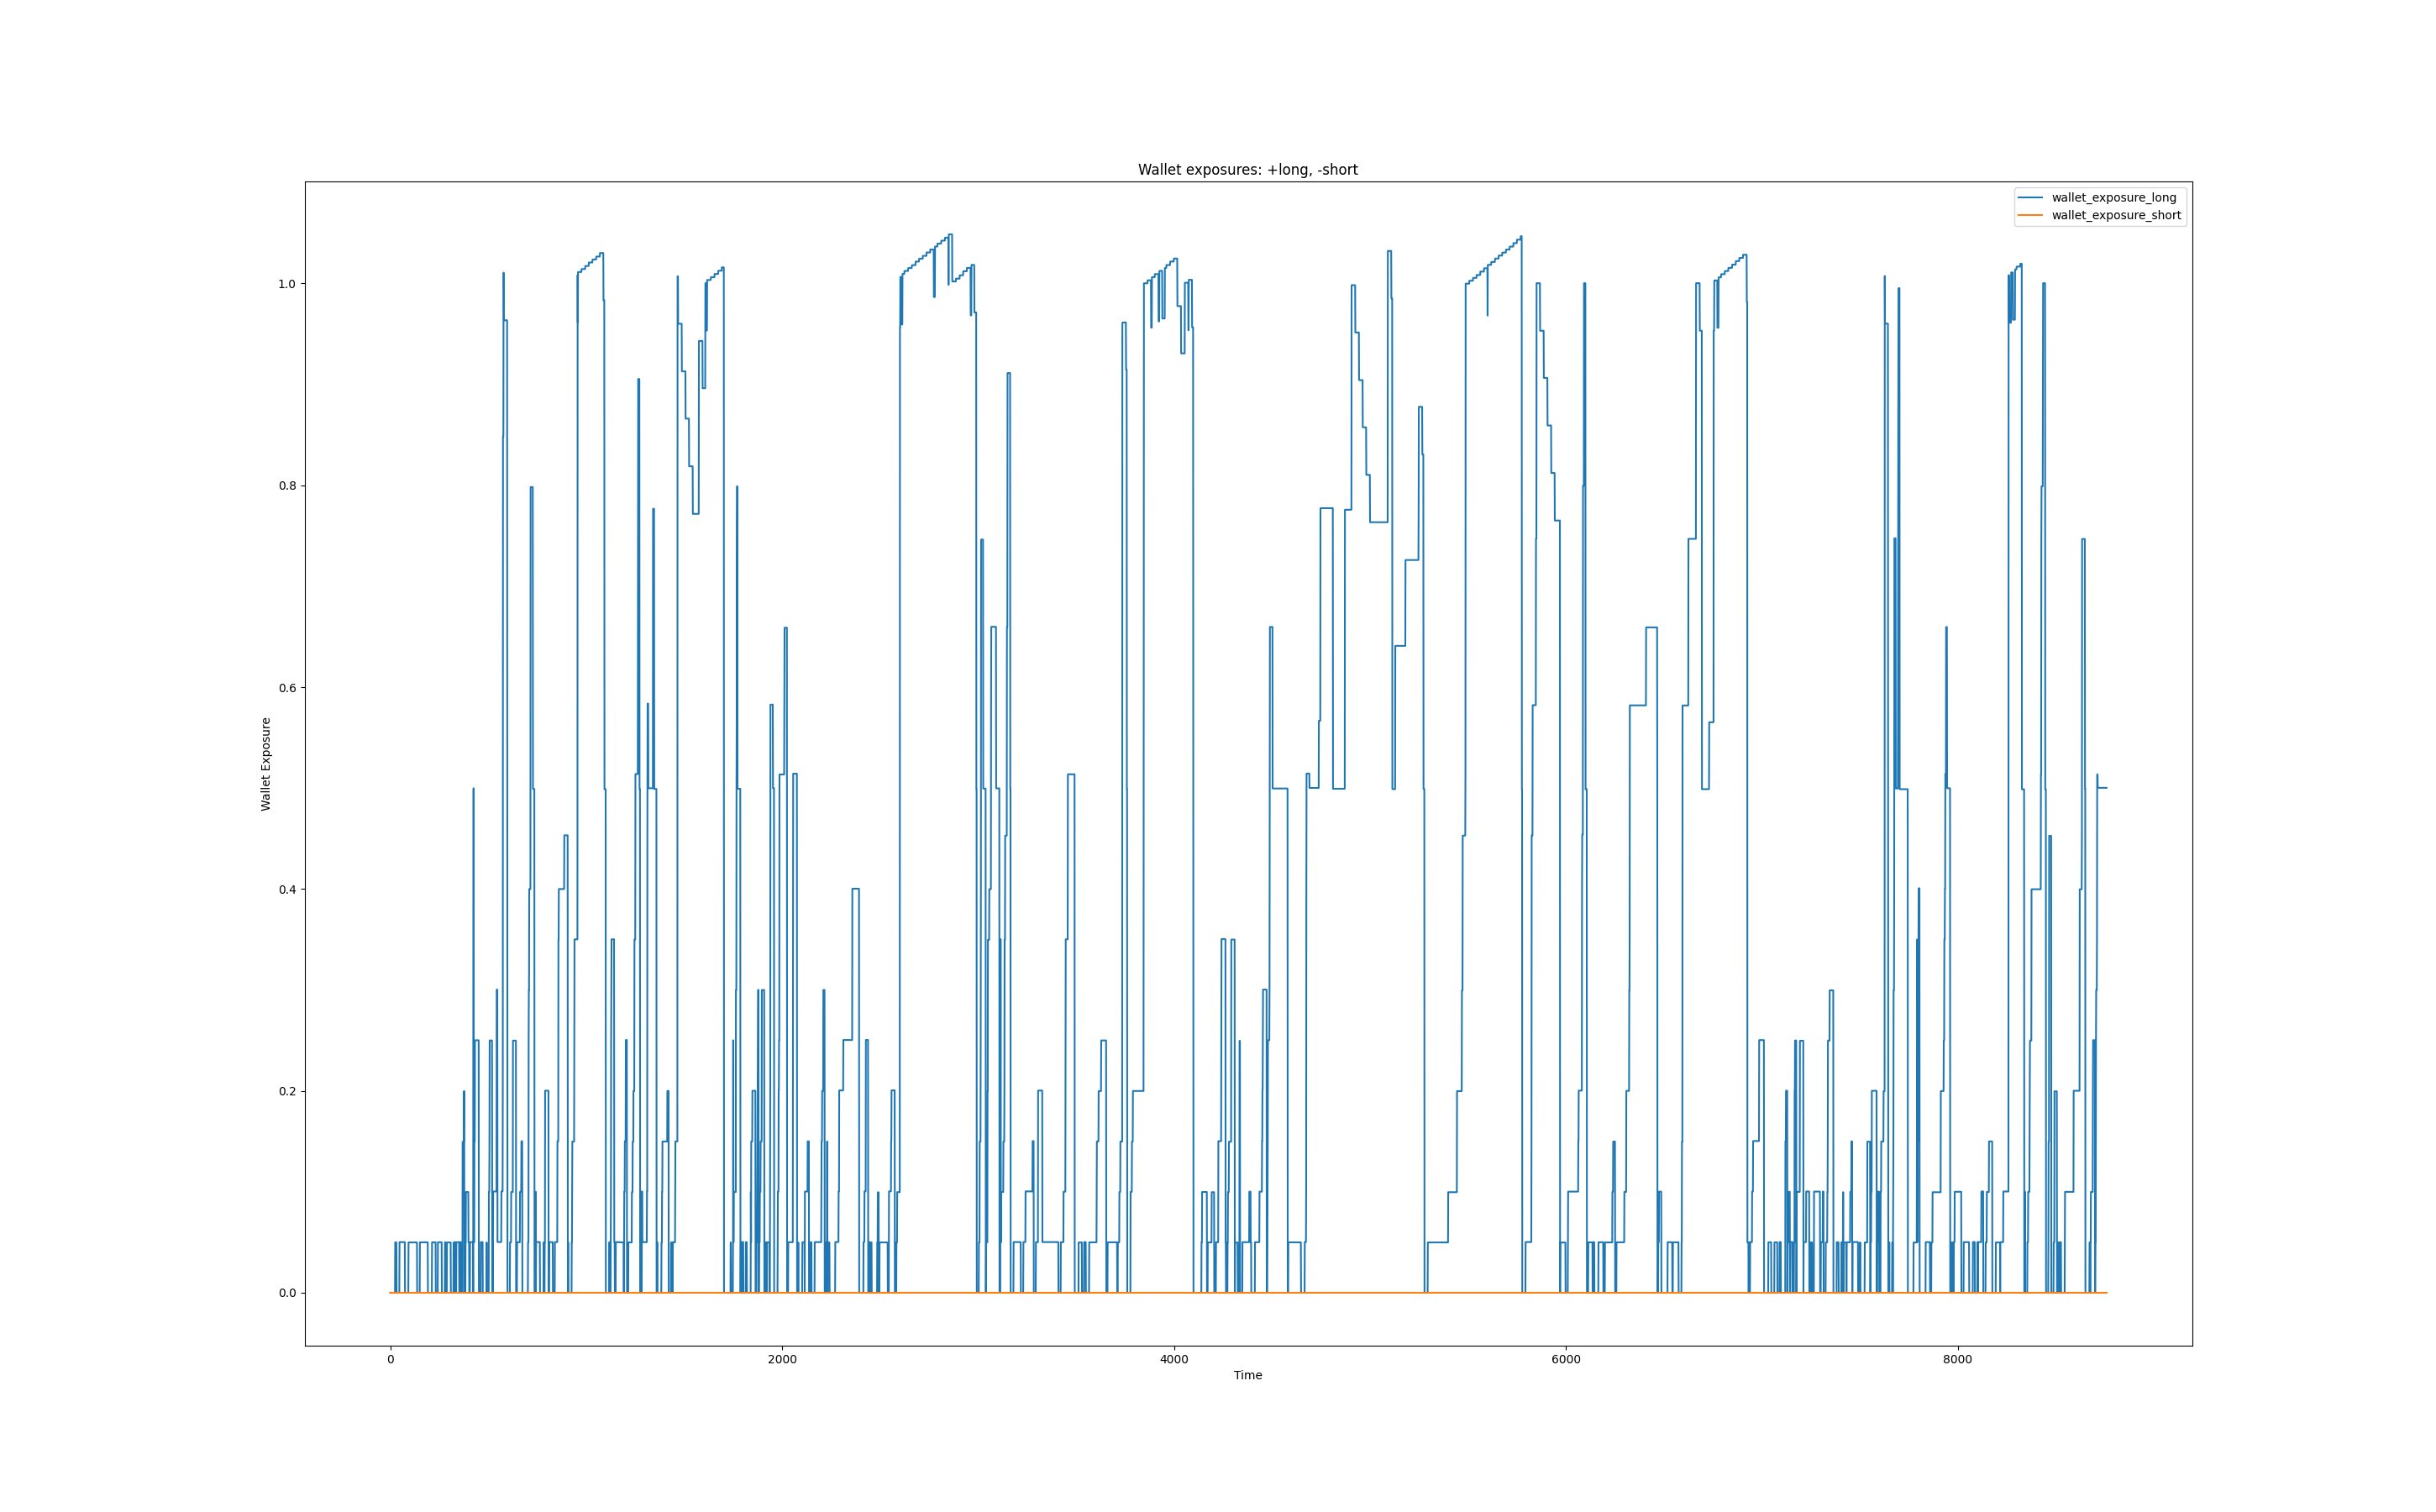 Wallet exposures: +long, -short
wallet_exposure_long
wallet_exposure_short
1.0
0.8
0.6
0.4
0.2
0.0
Wallet Exposure
0 2000 4000 6000 8000
Time